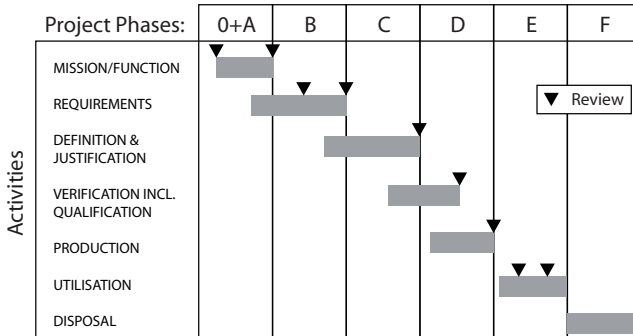 Project Phases: 0+A B C D E F
MISSION/FUNCTION
REQUIREMENTS
Review
DEFINITION &
JUSTIFICATION
VERIFICATION INCL.
QUALIFICATION
PRODUCTION
UTILISATION
DISPOSAL
Activities